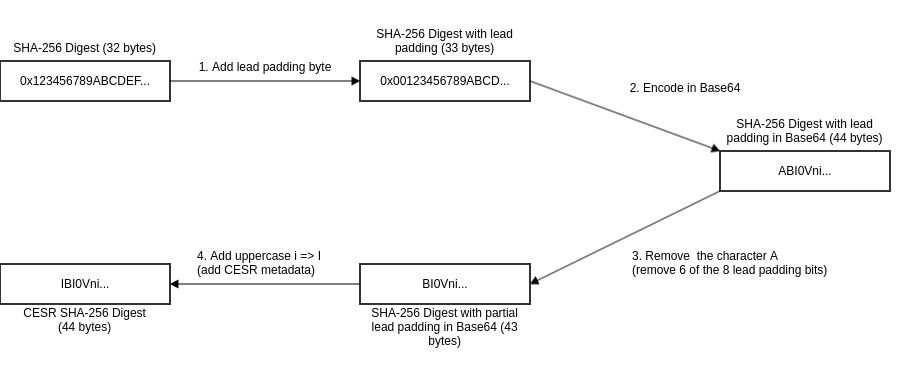 SHA-256 Digest (32 bytes)
0x123456789ABCDEF...
1. Add lead padding byte
SHA-256 Digest with lead
padding (33 bytes)
0x00123456789ABCD...
2. Encode in Base64
SHA-256 Digest with lead
padding in Base64 (44 bytes)
ABI0Vni...
3. Remove  the character A
(remove 6 of the 8 lead padding bits)
BI0Vni...
SHA-256 Digest with partial
lead padding in Base64 (43
bytes)
4. Add uppercase i => I
(add CESR metadata)
IBI0Vni...
CESR SHA-256 Digest
(44 bytes)